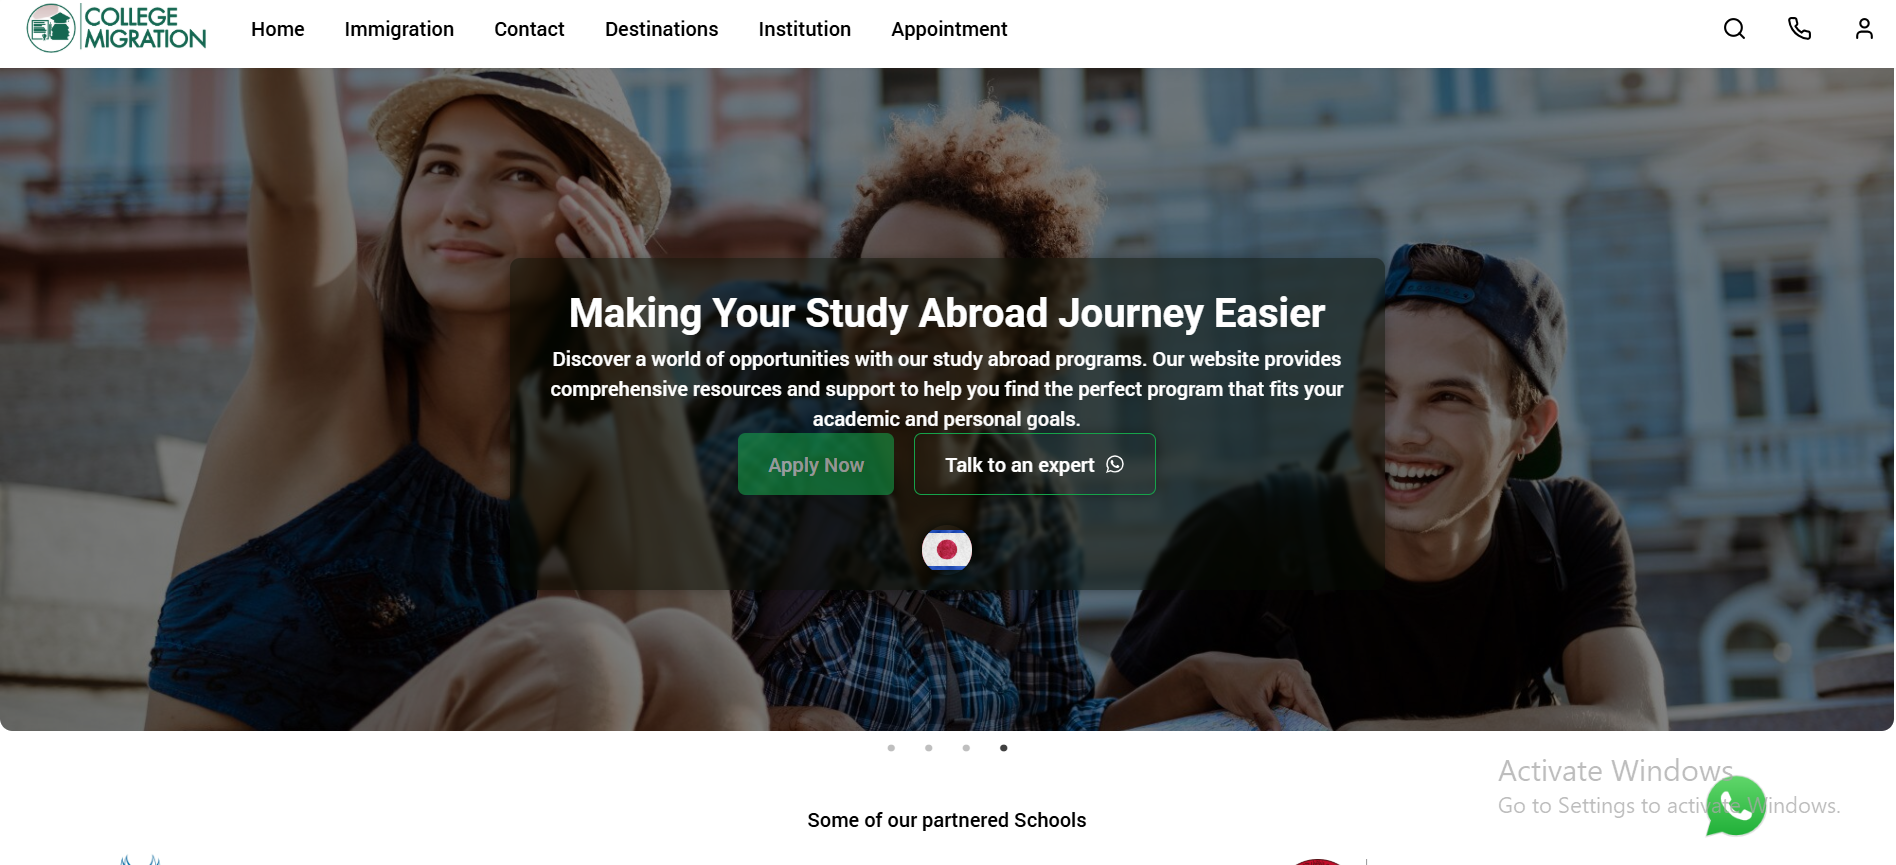 COLLEGE
MIGRATION
Home
Immigration
Contact
Destinations
Institution
Appointment
Making Your Study Abroad Journey Easier
Discover a world of opportunities with our study abroad programs. Our website provides
comprehensive resources and support to help you find the perfect program that fits your
academic and personal goals.
Apply Now
Talk to an expert
Some of our partnered Schools
Activate Windows
Go to Settings to activate Windows.